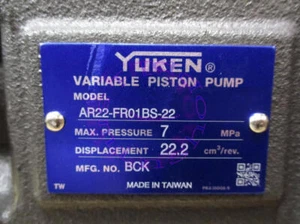 YUKEN®
VARIABLE PISTON PUMP
MODEL
AR22-FR01BS-22
MAX. PRESSURE 7 MPa
DISPLACEMENT 22.2 cm³/rev.
MFG. NO. BCK
TW MADE IN TAIWAN